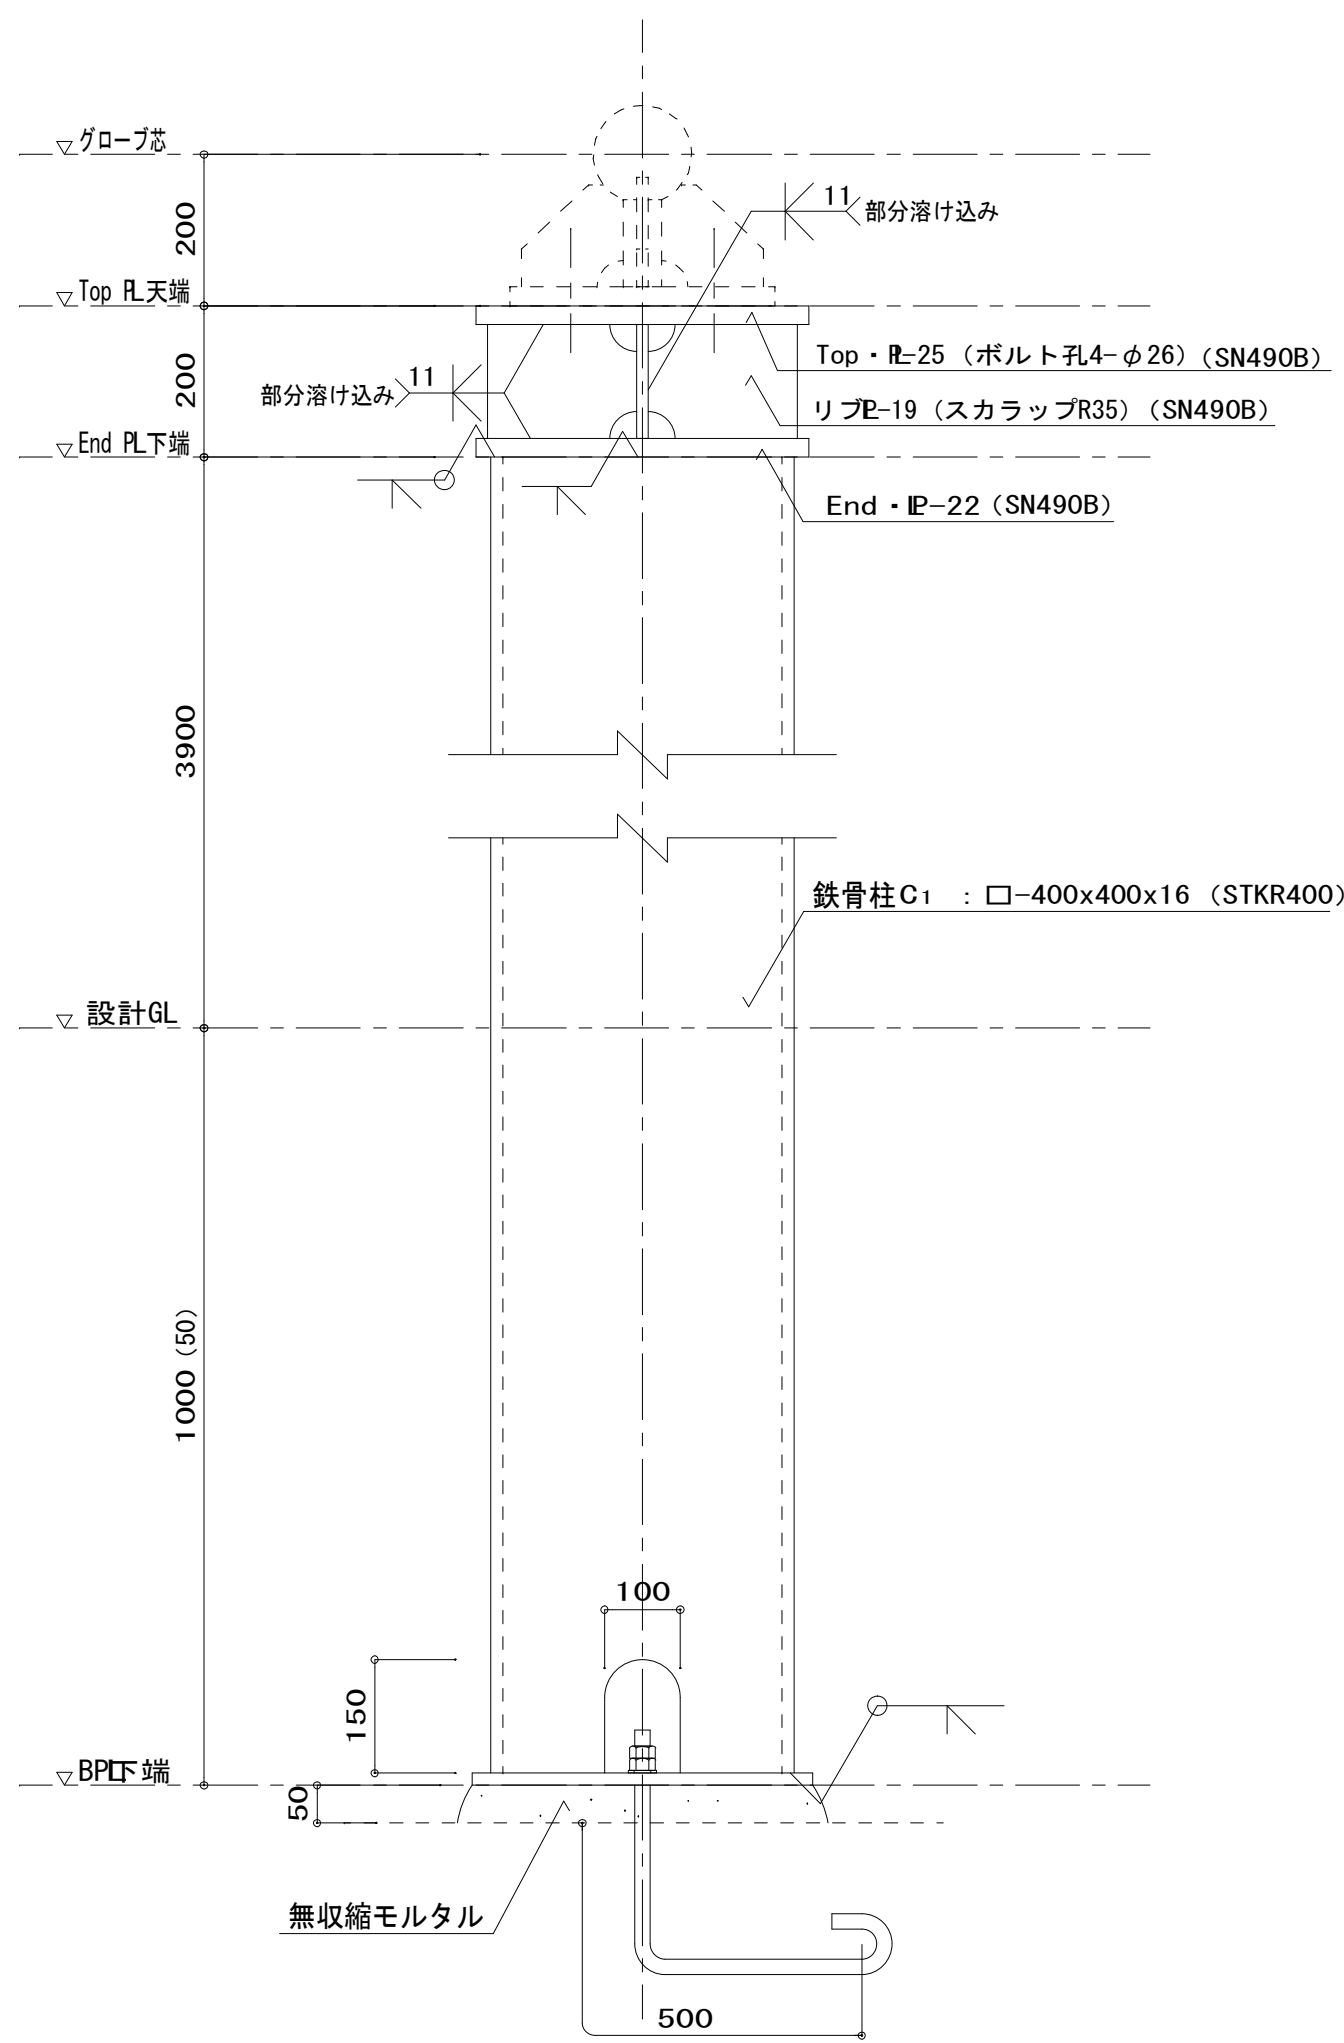 グローブ芯
200
11
部分溶け込み
Top PL天端
Top・PL-25（ボルト孔4-φ26）（SN490B）
200
11
部分溶け込み
リブPL-19（スカラップR35）（SN490B）
End PL下端
End・PL-22（SN490B）
3900
鉄骨柱C1 ：□-400x400x16（STKR400）
設計GL
1000（50）
100
150
BPL下端
50
無収縮モルタル
500